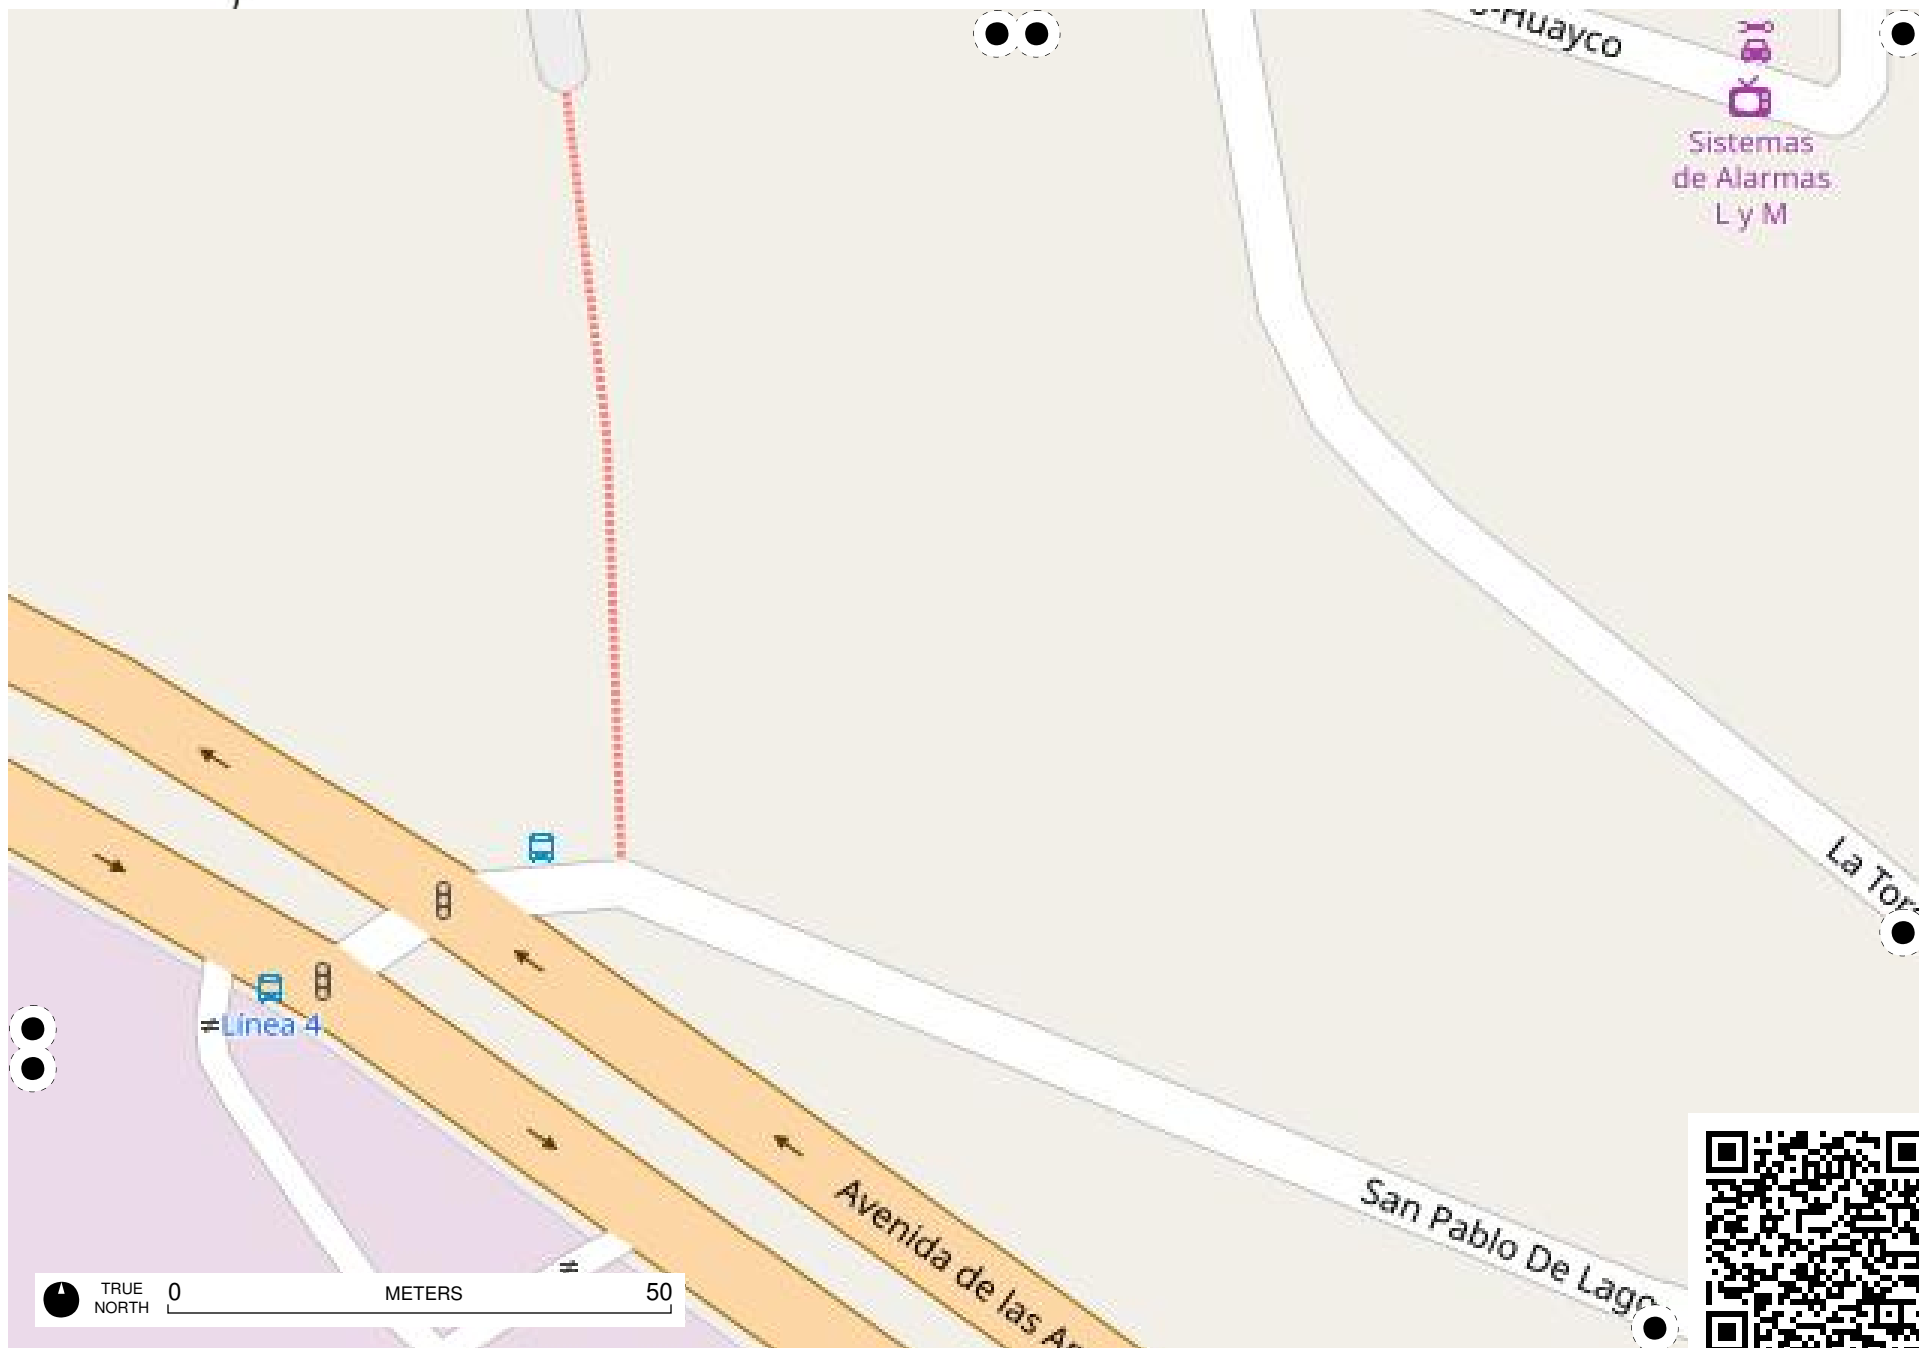 -Huayco
Sistemas
de Alarmas
L y M
La Tor
Línea 4
Avenida de las
San Pablo De Lago
TRUE
NORTH
0 METERS 50